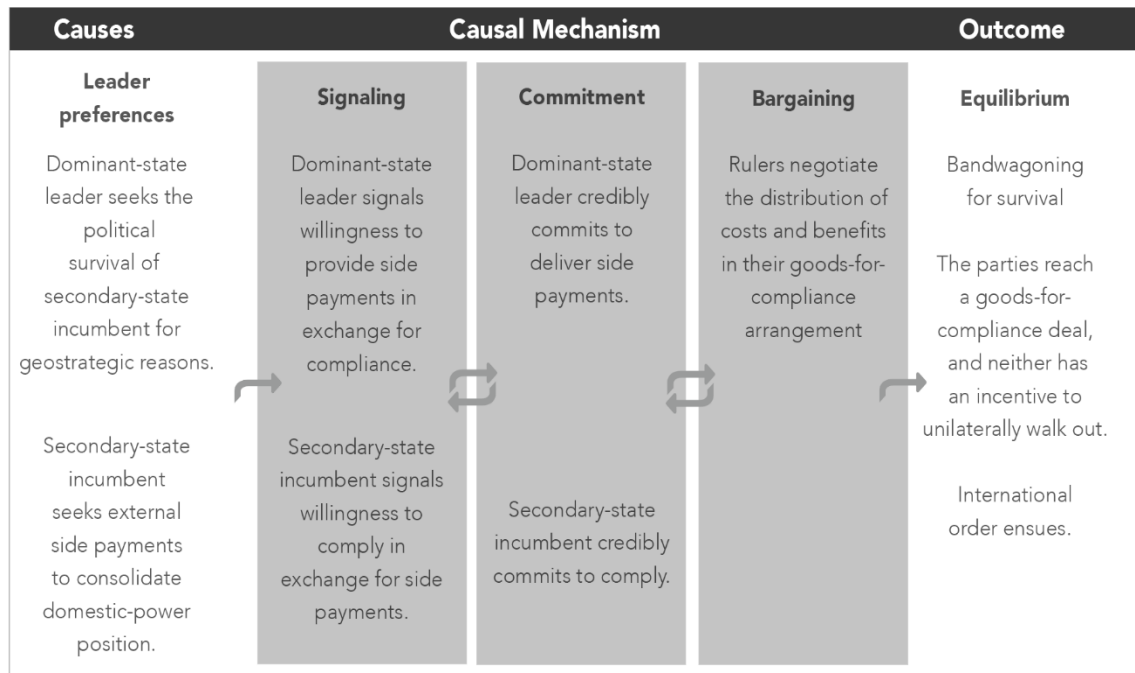 Causes
Causal Mechanism
Outcome
Leader
preferences
Dominant-state
leader seeks the
political
survival of
secondary-state
incumbent for
geostrategic reasons.
Secondary-state
incumbent
seeks external
side payments
to consolidate
domestic-power
position.
Signaling
Dominant-state
leader signals
willingness to
provide side
payments in
exchange for
compliance.
Secondary-state
incumbent signals
willingness to
comply in
exchange for side
payments.
Commitment
Dominant-state
leader credibly
commits to
deliver side
payments.
Secondary-state
incumbent credibly
commits to comply.
Bargaining
Rulers negotiate
the distribution of
costs and benefits
in their goods-for-
compliance
arrangement
Equilibrium
Bandwagoning
for survival
The parties reach
a goods-for-
compliance deal,
and neither has
an incentive to
unilaterally walk out.
International
order ensues.